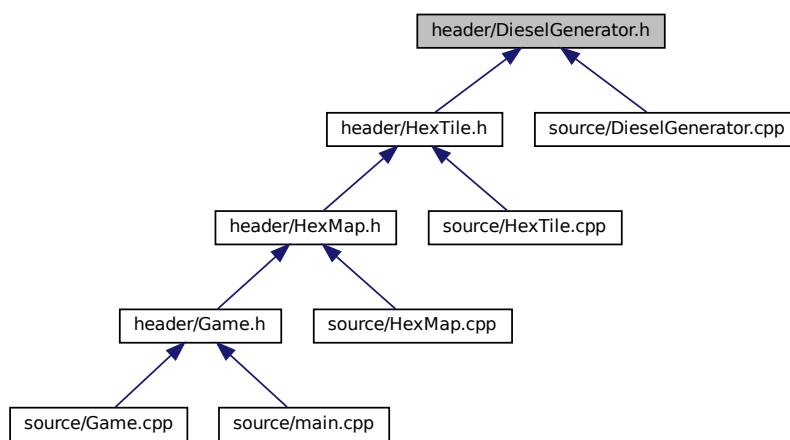 header/DieselGenerator.h
header/HexTile.h
source/DieselGenerator.cpp
header/HexMap.h
source/HexTile.cpp
header/Game.h
source/HexMap.cpp
source/Game.cpp
source/main.cpp